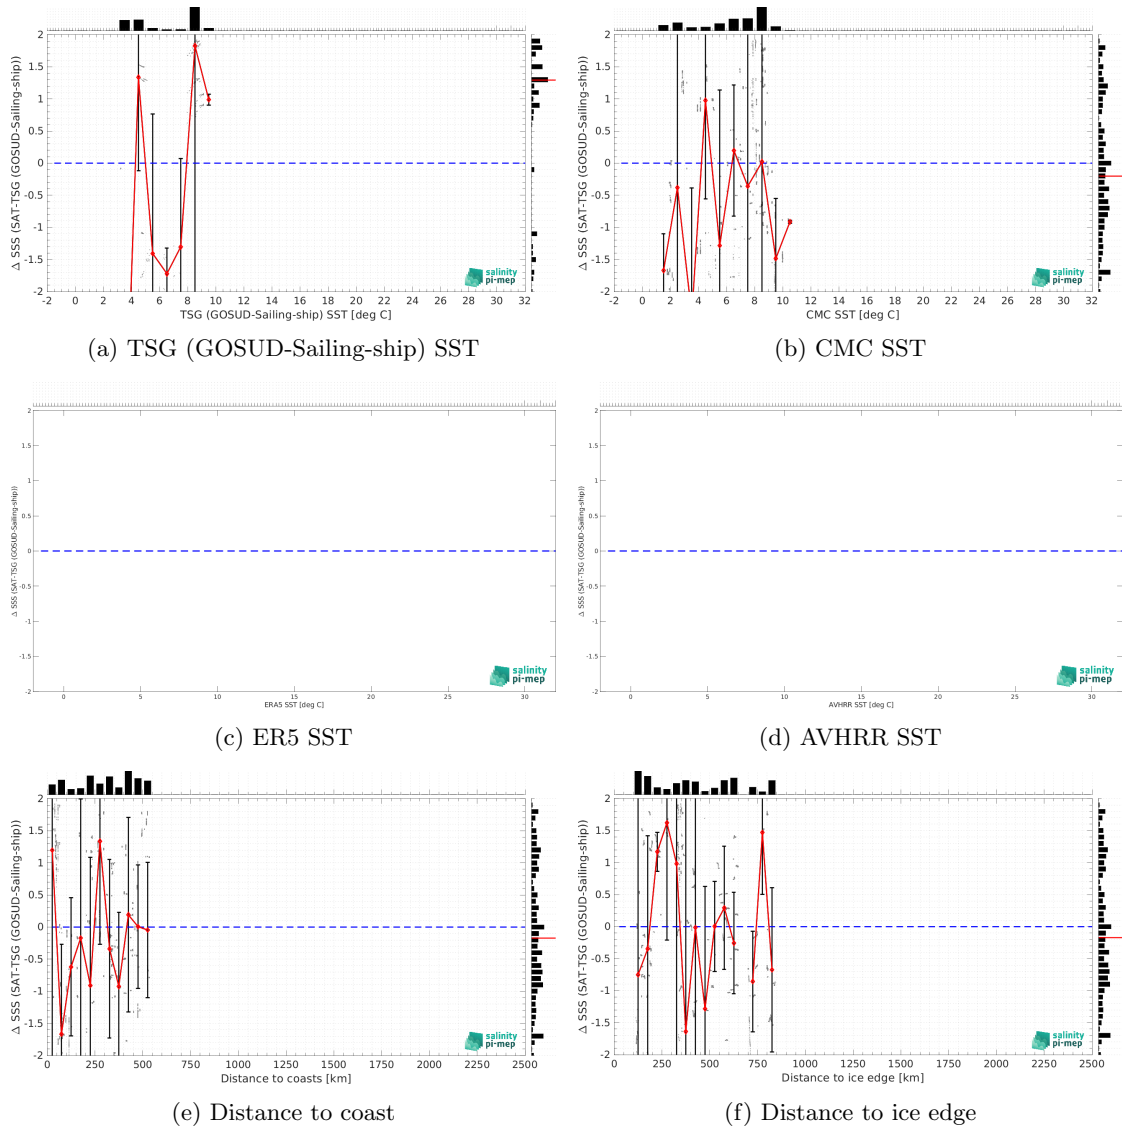 2
1.5
1
0.5
0
-0.5
-1
-1.5
-2
Δ SSS (SAT-TSG (GOSUD-Sailing-ship))
-2 0 2 4 6 8 10 12 14 16 18 20 22 24 26 28 30 32
TSG (GOSUD-Sailing-ship) SST [deg C]
salinity
pi-mep
(a) TSG (GOSUD-Sailing-ship) SST
2
1.5
1
0.5
0
-0.5
-1
-1.5
-2
Δ SSS (SAT-TSG (GOSUD-Sailing-ship))
-2 0 2 4 6 8 10 12 14 16 18 20 22 24 26 28 30 32
CMC SST [deg C]
salinity
pi-mep
(b) CMC SST
2
1.5
1
0.5
0
-0.5
-1
-1.5
-2
Δ SSS (SAT-TSG (GOSUD-Sailing-ship))
0 5 10 15 20 25 30
ERA5 SST [deg C]
salinity
pi-mep
(c) ER5 SST
2
1.5
1
0.5
0
-0.5
-1
-1.5
-2
Δ SSS (SAT-TSG (GOSUD-Sailing-ship))
0 5 10 15 20 25 30
AVHRR SST [deg C]
salinity
pi-mep
(d) AVHRR SST
2
1.5
1
0.5
0
-0.5
-1
-1.5
-2
Δ SSS (SAT-TSG (GOSUD-Sailing-ship))
0 250 500 750 1000 1250 1500 1750 2000 2250 2500
Distance to coasts [km]
salinity
pi-mep
(e) Distance to coast
2
1.5
1
0.5
0
-0.5
-1
-1.5
-2
Δ SSS (SAT-TSG (GOSUD-Sailing-ship))
0 250 500 750 1000 1250 1500 1750 2000 2250 2500
Distance to ice edge [km]
salinity
pi-mep
(f) Distance to ice edge